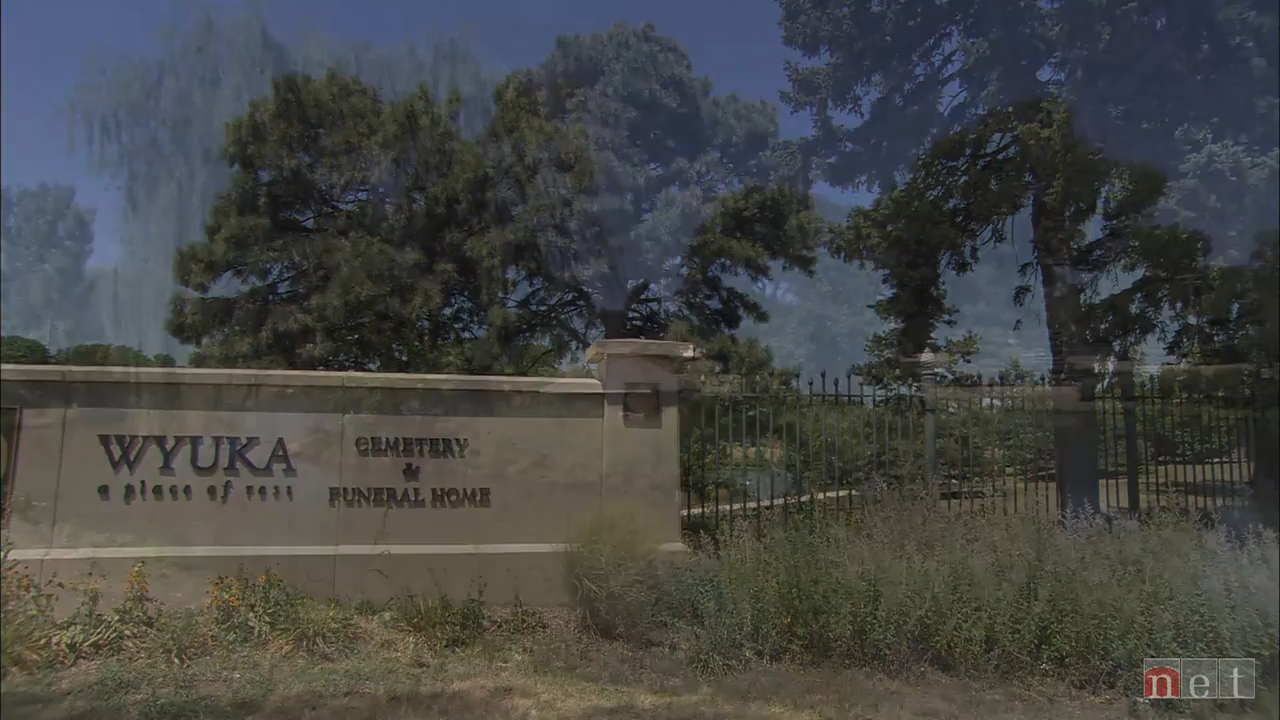 WYUKA
a place of rest
CEMETERY
&
FUNERAL HOME
net